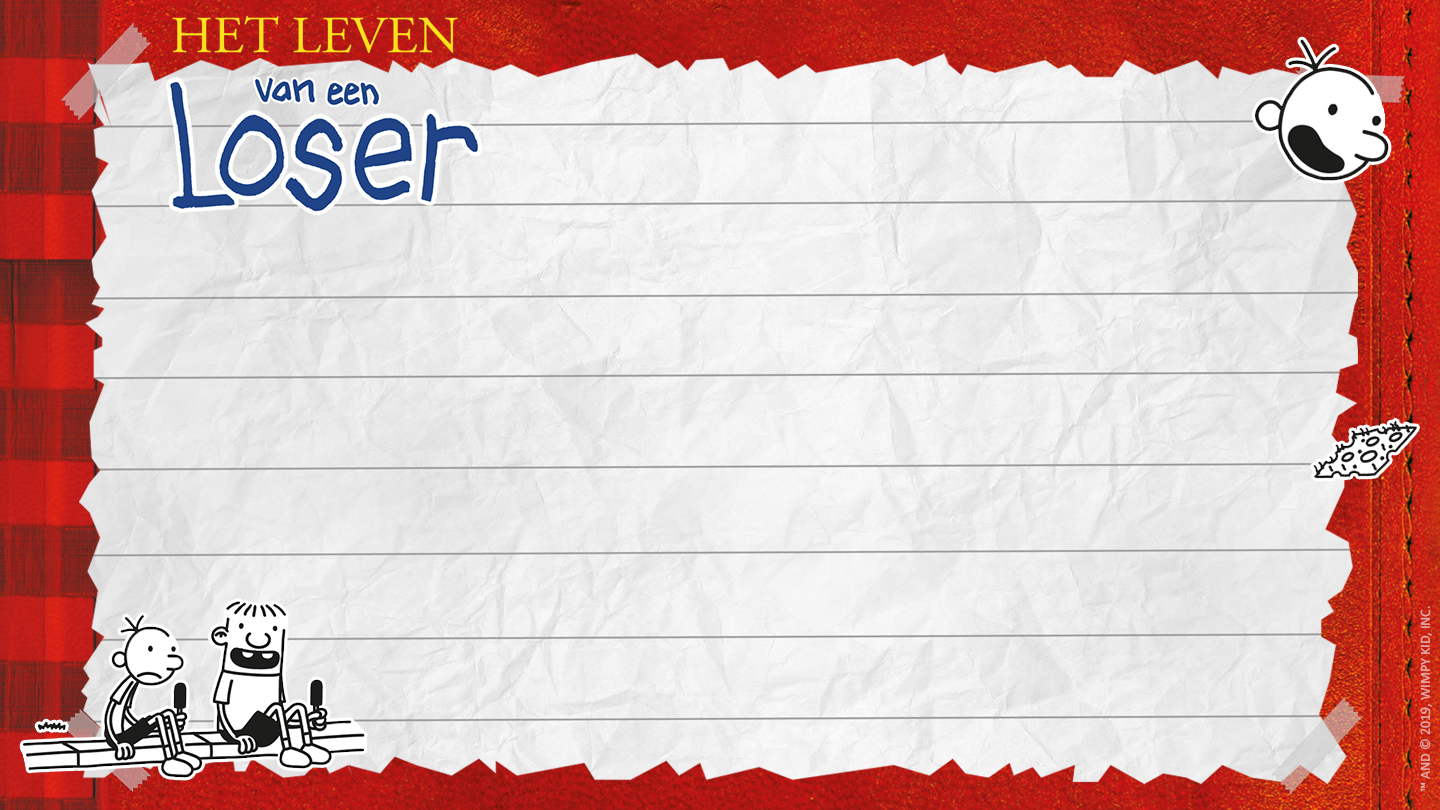 HET LEVEN
van een
Loser
™ AND © 2019, WIMPY KID, INC.